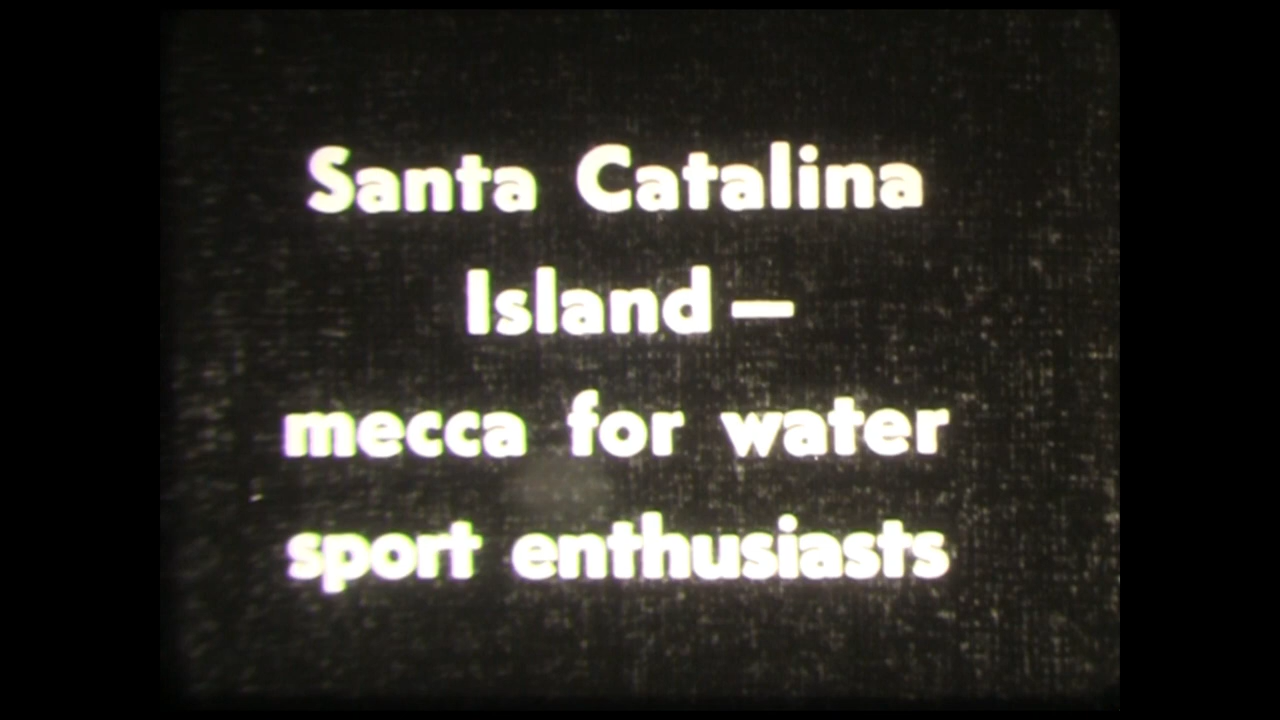 Santa Catalina
Island —
mecca for water
sport enthusiasts